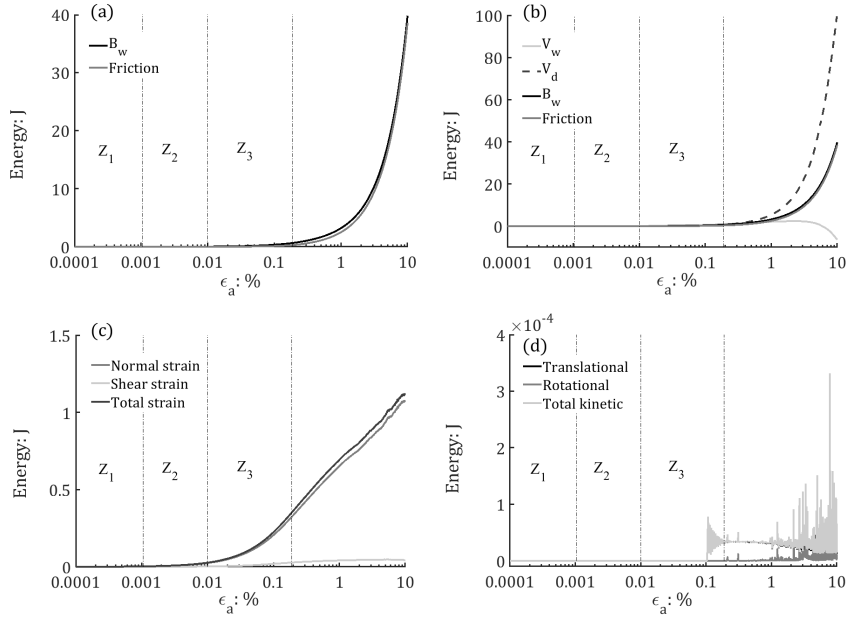 (a)
40
30
20
10
0
Energy: J
B_w
Friction
Z_1
Z_2
Z_3
0.0001 0.001 0.01 0.1 1 10
ϵ_a: %
(b)
100
80
60
40
20
0
Energy: J
V_w
V_d
B_w
Friction
Z_1
Z_2
Z_3
0.0001 0.001 0.01 0.1 1 10
ϵ_a: %
(c)
1.5
1
0.5
0
Energy: J
Normal strain
Shear strain
Total strain
Z_1
Z_2
Z_3
0.0001 0.001 0.01 0.1 1 10
ϵ_a: %
×10^-4
(d)
4
3
2
1
0
Energy: J
Translational
Rotational
Total kinetic
Z_1
Z_2
Z_3
0.0001 0.001 0.01 0.1 1 10
ϵ_a: %